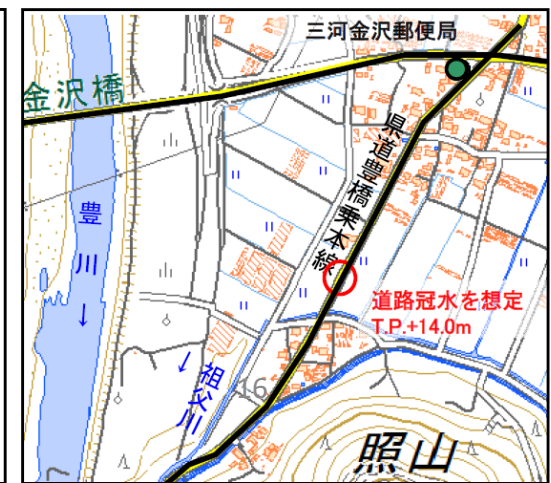 三河金沢郵便局
金沢橋
県道豊橋乗本線
豊川
↓
道路冠水を想定
T.P.+14.0m
祖父川
↓
16
照山